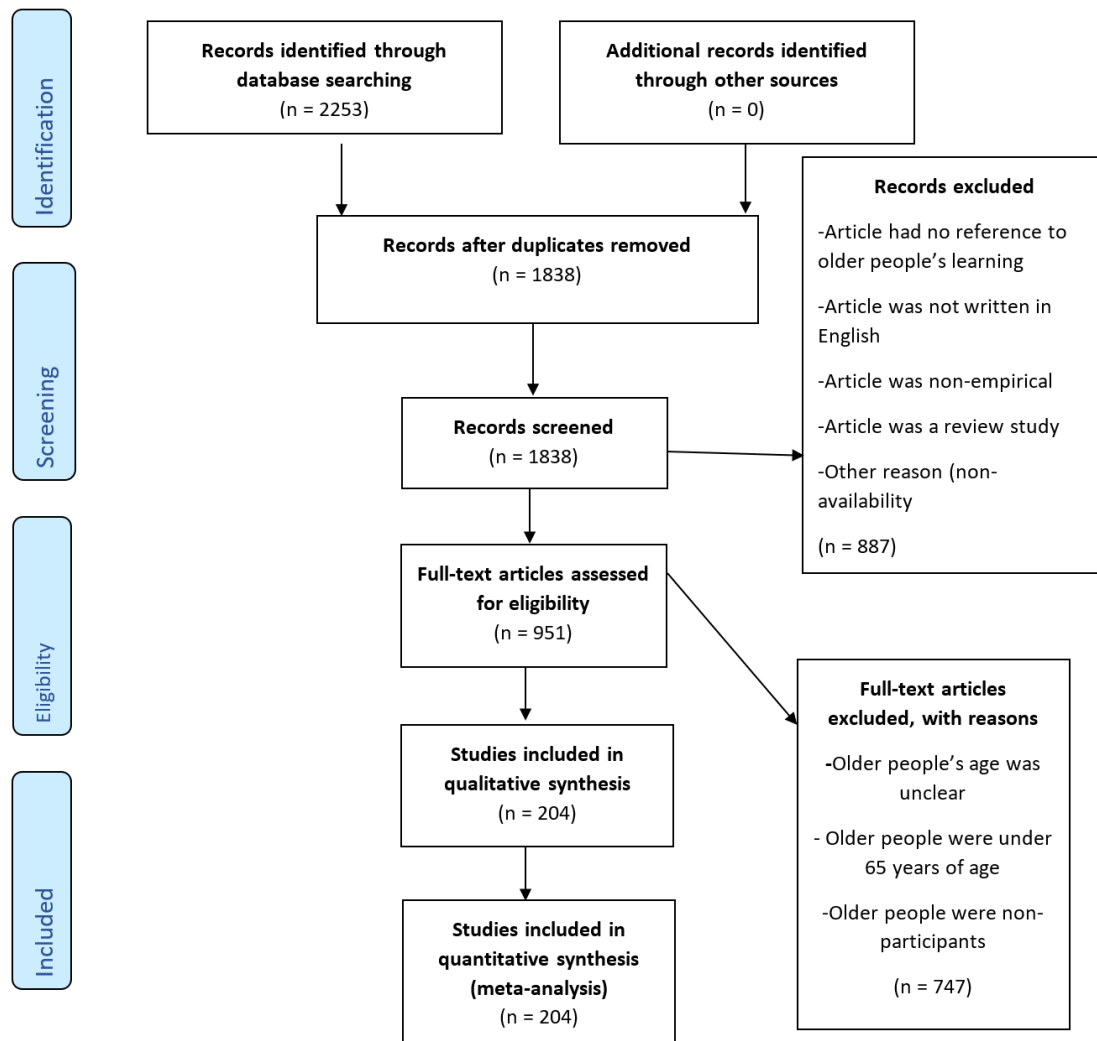 Identification
Records identified through
database searching
(n = 2253)
Additional records identified
through other sources
(n = 0)
Records after duplicates removed
(n = 1838)
Records excluded
-Article had no reference to
older people’s learning
-Article was not written in
English
-Article was non-empirical
-Article was a review study
-Other reason (non-
availability
(n = 887)
Screening
Records screened
(n = 1838)
Eligibility
Full-text articles assessed
for eligibility
(n = 951)
Full-text articles
excluded, with reasons
-Older people’s age was
unclear
- Older people were under
65 years of age
-Older people were non-
participants
(n = 747)
Included
Studies included in
qualitative synthesis
(n = 204)
Studies included in
quantitative synthesis
(meta-analysis)
(n = 204)